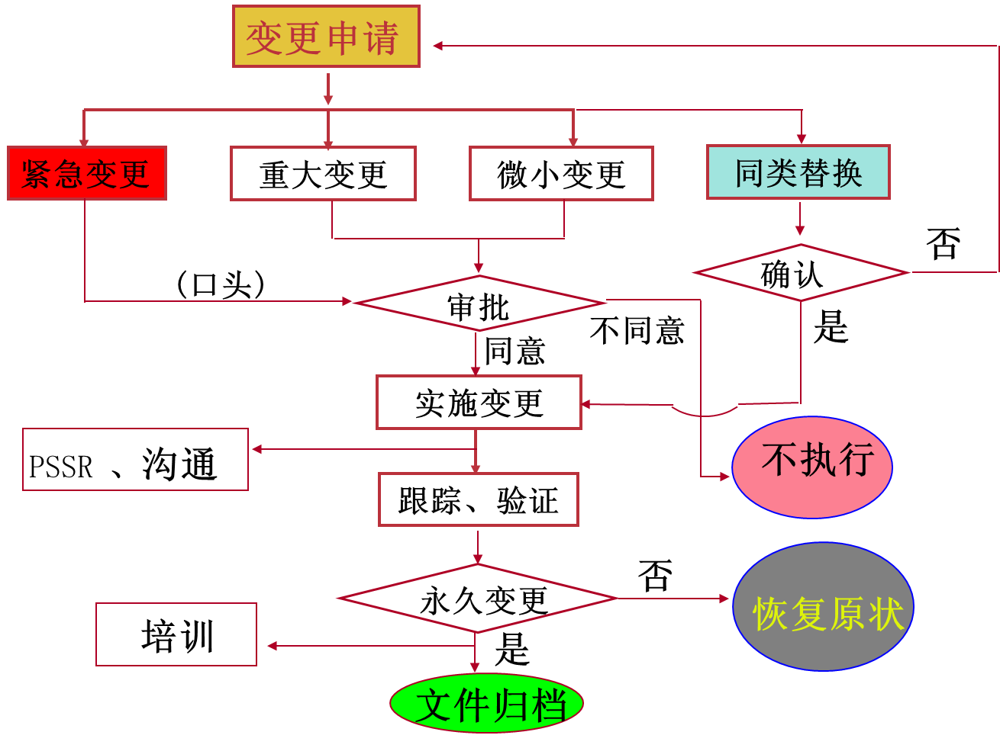 变更申请
紧急变更
重大变更
微小变更
同类替换
否
确认
(口头)
审批
不同意
是
同意
实施变更
PSSR 、沟通
不执行
跟踪、验证
否
永久变更
恢复原状
培训
是
文件归档